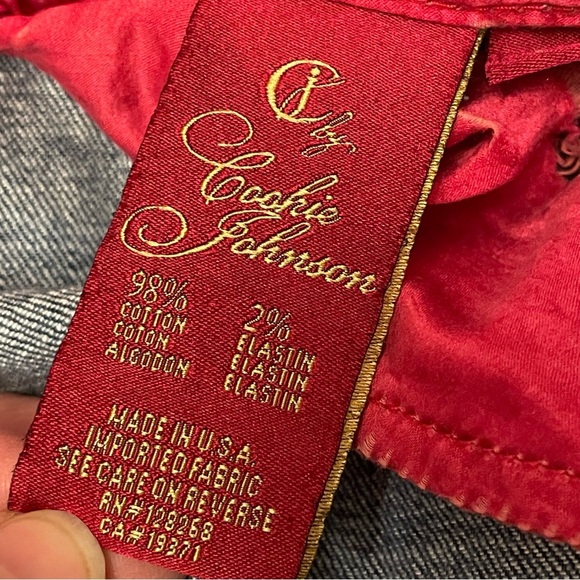 CJ by
Cookie
Johnson
98% 2%
COTTON ELASTIN
COTON ELASTIN
ALGODON ELASTIN
MADE IN U.S.A.
IMPORTED FABRIC
SEE CARE ON REVERSE
RN#128268
CA#19371